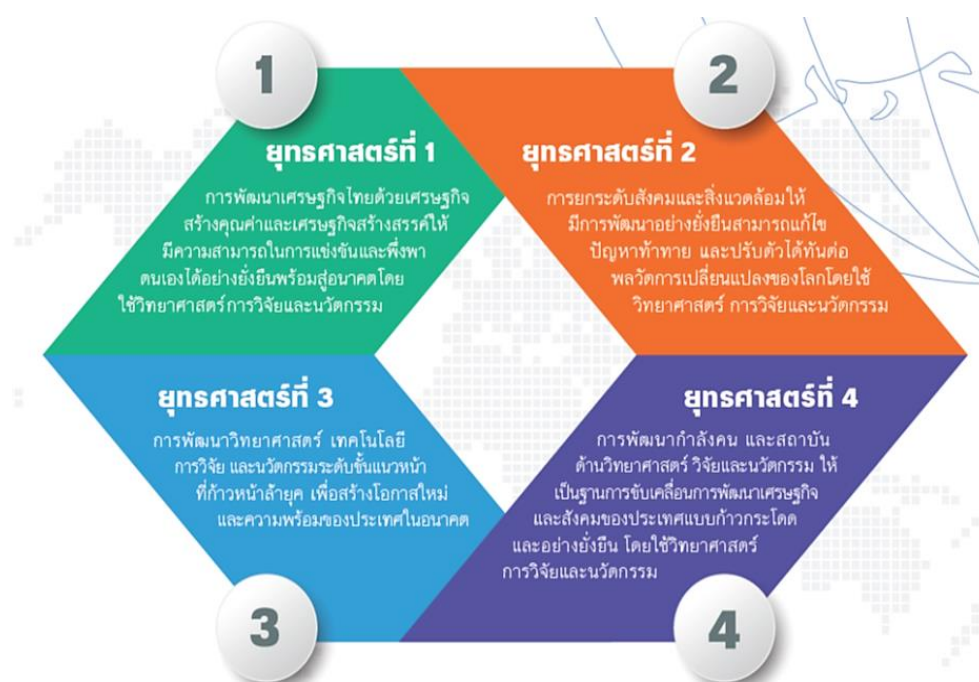 1
ยุทธศาสตร์ที่ 1
การพัฒนาเศรษฐกิจไทยด้วยเศรษฐกิจ
สร้างคุณค่าและเศรษฐกิจสร้างสรรค์ให้
มีความสามารถในการแข่งขันและพึ่งพา
ตนเองได้อย่างยั่งยืนพร้อมสู่อนาคตโดย
ใช้วิทยาศาสตร์การวิจัยและนวัตกรรม
2
ยุทธศาสตร์ที่ 2
การยกระดับสังคมและสิ่งแวดล้อมให้
มีการพัฒนาอย่างยั่งยืนสามารถแก้ไข
ปัญหาท้าทาย และปรับตัวได้ทันต่อ
พลวัตการเปลี่ยนแปลงของโลกโดยใช้
วิทยาศาสตร์ การวิจัยและนวัตกรรม
ยุทธศาสตร์ที่ 3
การพัฒนาวิทยาศาสตร์ เทคโนโลยี
การวิจัย และนวัตกรรมระดับขั้นแนวหน้า
ที่ก้าวหน้าล้ำยุค เพื่อสร้างโอกาสใหม่
และความพร้อมของประเทศในอนาคต
3
ยุทธศาสตร์ที่ 4
การพัฒนากำลังคน และสถาบัน
ด้านวิทยาศาสตร์ วิจัยและนวัตกรรม ให้
เป็นฐานการขับเคลื่อนการพัฒนาเศรษฐกิจ
และสังคมของประเทศแบบก้าวกระโดด
และอย่างยั่งยืน โดยใช้วิทยาศาสตร์
การวิจัยและนวัตกรรม
4